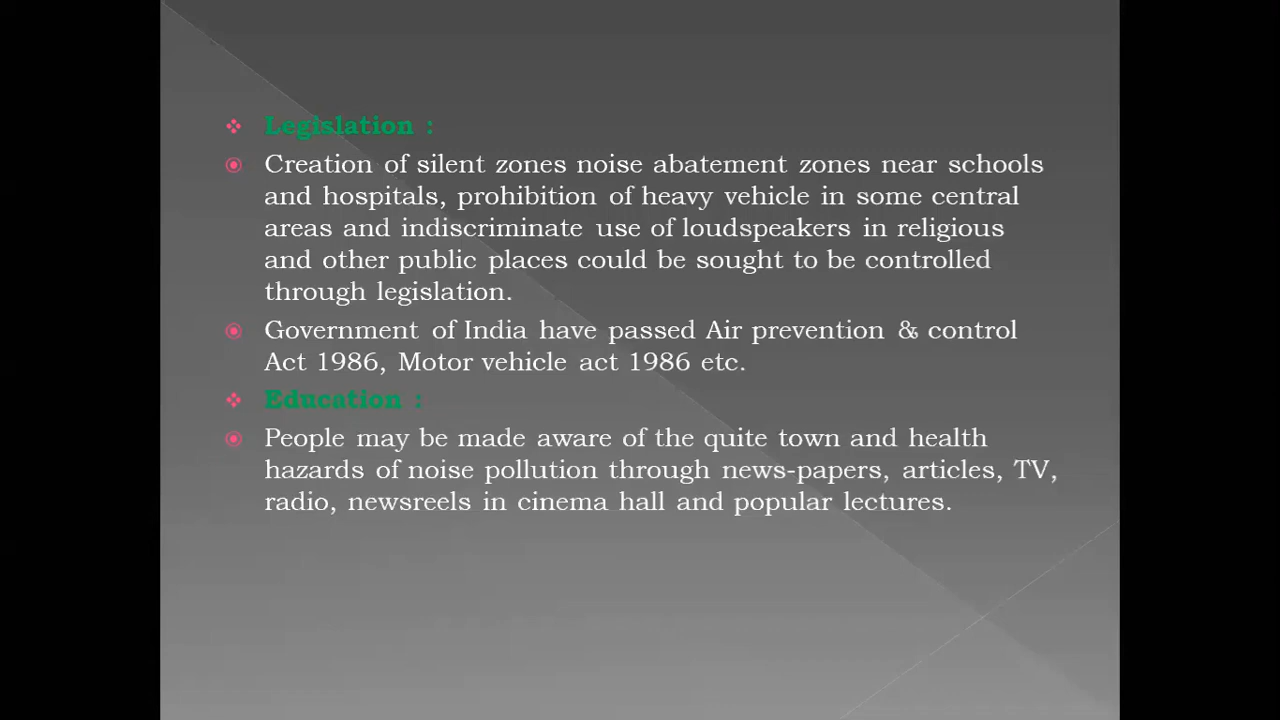 Legislation :
Creation of silent zones noise abatement zones near schools
and hospitals, prohibition of heavy vehicle in some central
areas and indiscriminate use of loudspeakers in religious
and other public places could be sought to be controlled
through legislation.
Government of India have passed Air prevention & control
Act 1986, Motor vehicle act 1986 etc.
Education :
People may be made aware of the quite town and health
hazards of noise pollution through news-papers, articles, TV,
radio, newsreels in cinema hall and popular lectures.